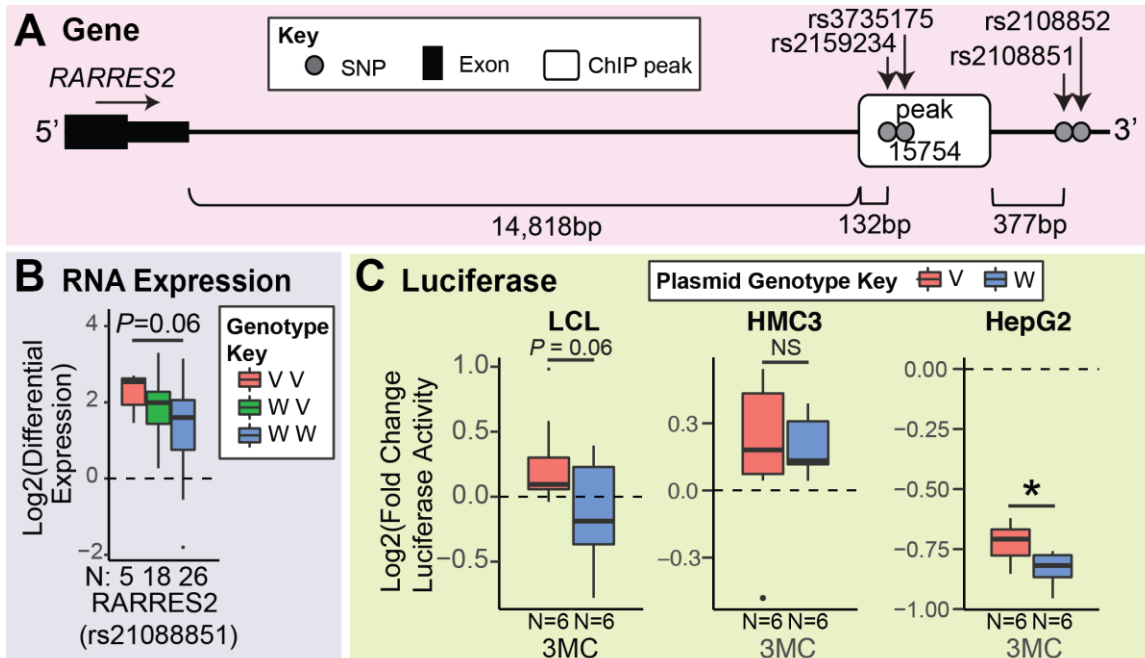 A Gene
Key
SNP Exon ChIP peak
rs3735175
rs2159234
rs2108852
rs2108851
RARRES2
5’
peak
15754
3’
14,818bp
132bp
377bp
B RNA Expression
P=0.06
Genotype
Key
V V
W V
W W
Log2(Differential
Expression)
4
2
0
−2
N: 5 18 26
RARRES2
(rs21088851)
C Luciferase
Plasmid Genotype Key V W
Log2(Fold Change
Luciferase Activity
LCL
P = 0.06
1.0
0.5
0.0
−0.5
N=6 N=6
3MC
HMC3
NS
0.3
0.0
−0.3
N=6 N=6
3MC
HepG2
0.00
−0.25
−0.50
−0.75
−1.00
*
N=6 N=6
3MC